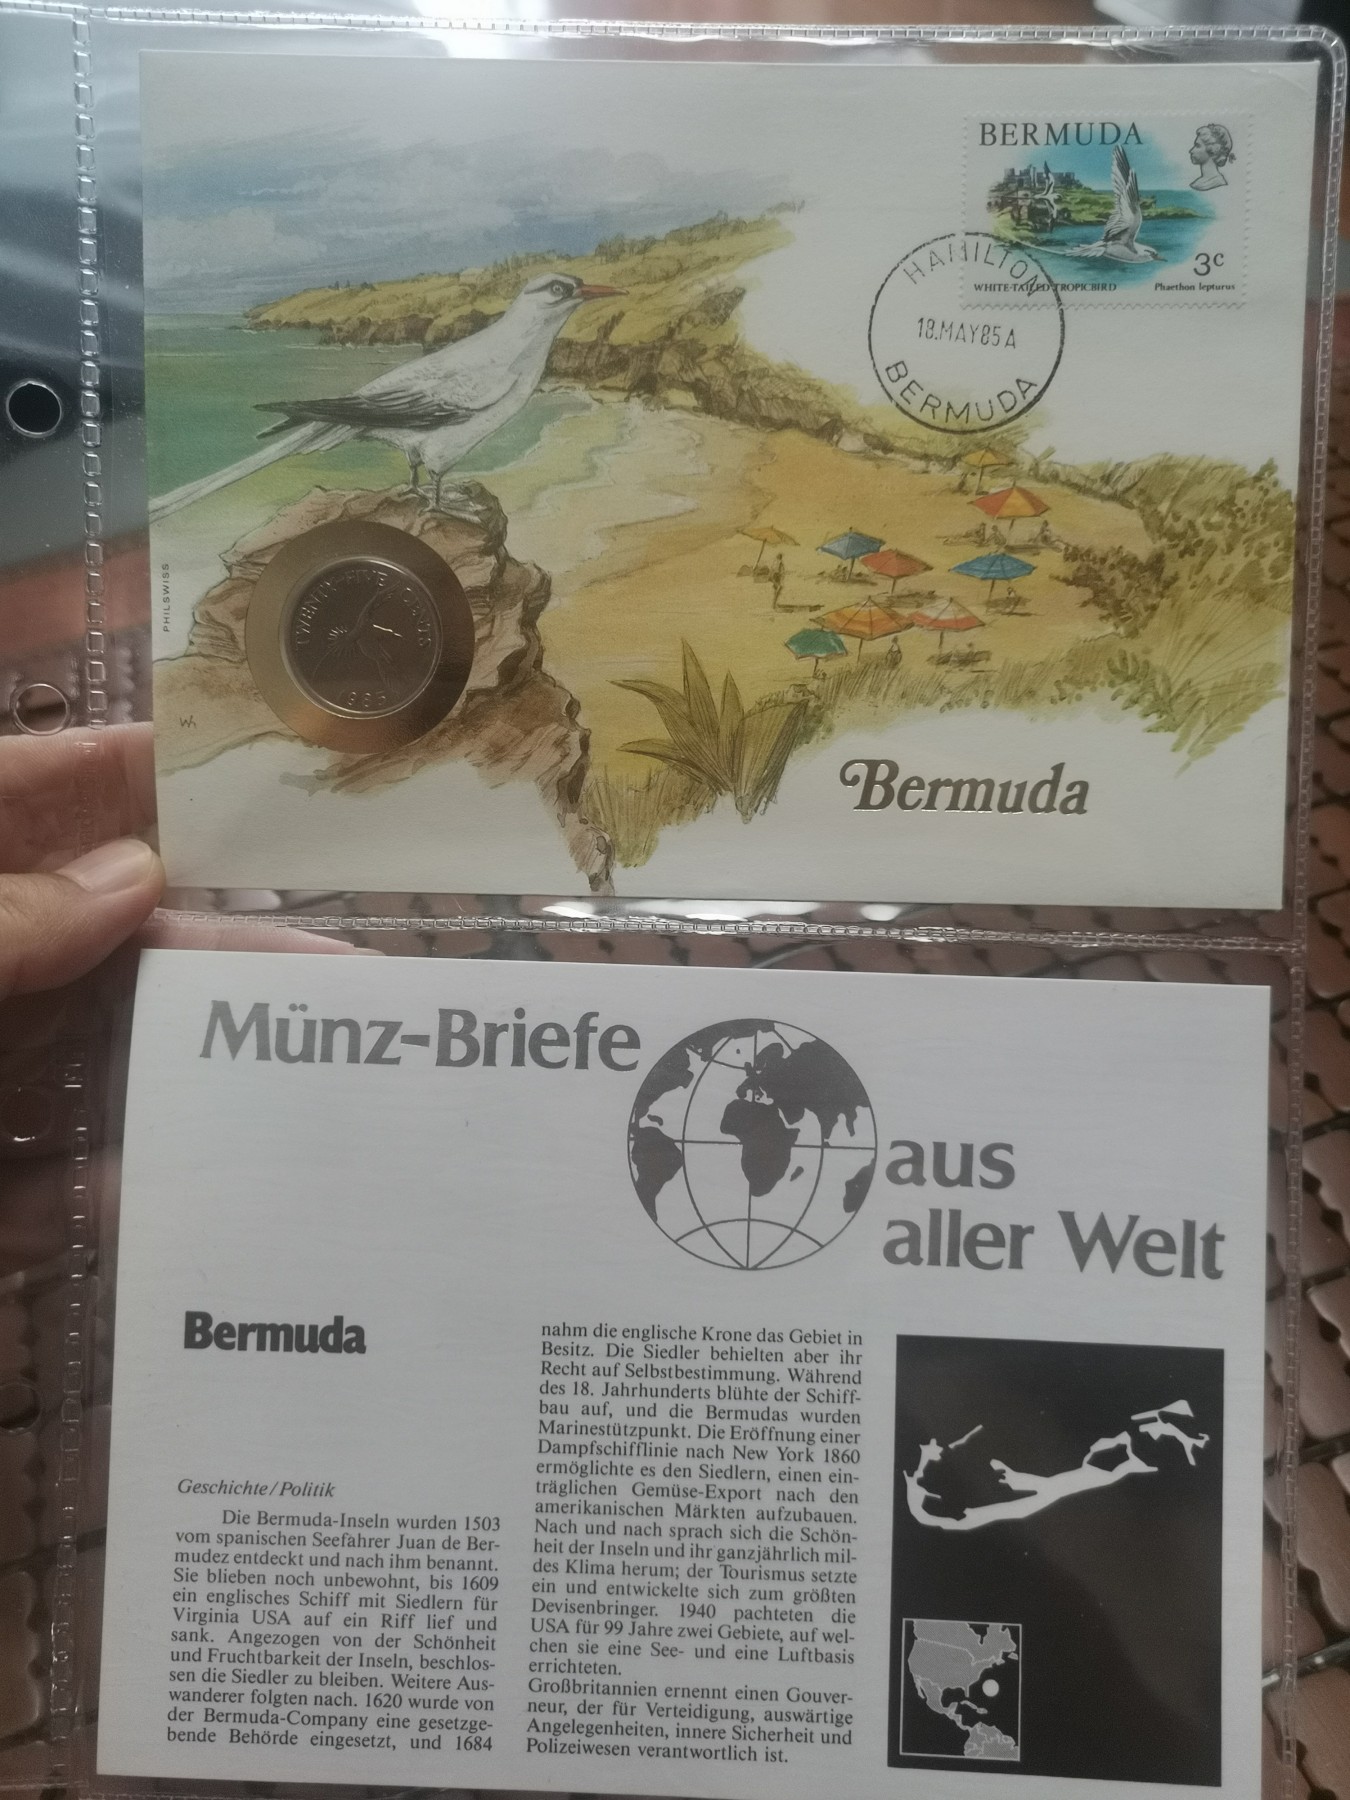 BERMUDA
3c
WHITE-TAILED TROPICBIRD Phaethon lepturus
HAMILTON
18.MAY85A
BERMUDA
PHILSWISS
TWENTY-FIVE CENTS
1985
Wh
Bermuda
Münz-Briefe
aus
aller Welt
Bermuda
Geschichte/Politik
Die Bermuda-Inseln wurden 1503
vom spanischen Seefahrer Juan de Ber-
mudez entdeckt und nach ihm benannt.
Sie blieben noch unbewohnt, bis 1609
ein englisches Schiff mit Siedlern für
Virginia USA auf ein Riff lief und
sank. Angezogen von der Schönheit
und Fruchtbarkeit der Inseln, beschlos-
sen die Siedler zu bleiben. Weitere Aus-
wanderer folgten nach. 1620 wurde von
der Bermuda-Company eine gesetzge-
bende Behörde eingesetzt, und 1684
nahm die englische Krone das Gebiet in
Besitz. Die Siedler behielten aber ihr
Recht auf Selbstbestimmung. Während
des 18. Jahrhunderts blühte der Schiff-
bau auf, und die Bermudas wurden
Marinestützpunkt. Die Eröffnung einer
Dampfschifflinie nach New York 1860
ermöglichte es den Siedlern, einen ein-
träglichen Gemüse-Export nach den
amerikanischen Märkten aufzubauen.
Nach und nach sprach sich die Schön-
heit der Inseln und ihr ganzjährlich mil-
des Klima herum; der Tourismus setzte
ein und entwickelte sich zum größten
Devisenbringer. 1940 pachteten die
USA für 99 Jahre zwei Gebiete, auf wel-
chen sie eine See- und eine Luftbasis
errichteten.
Großbritannien ernennt einen Gouver-
neur, der für Verteidigung, auswärtige
Angelegenheiten, innere Sicherheit und
Polizeiwesen verantwortlich ist.